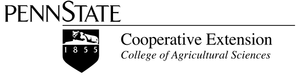 PENNSTATE
1855
Cooperative Extension
College of Agricultural Sciences